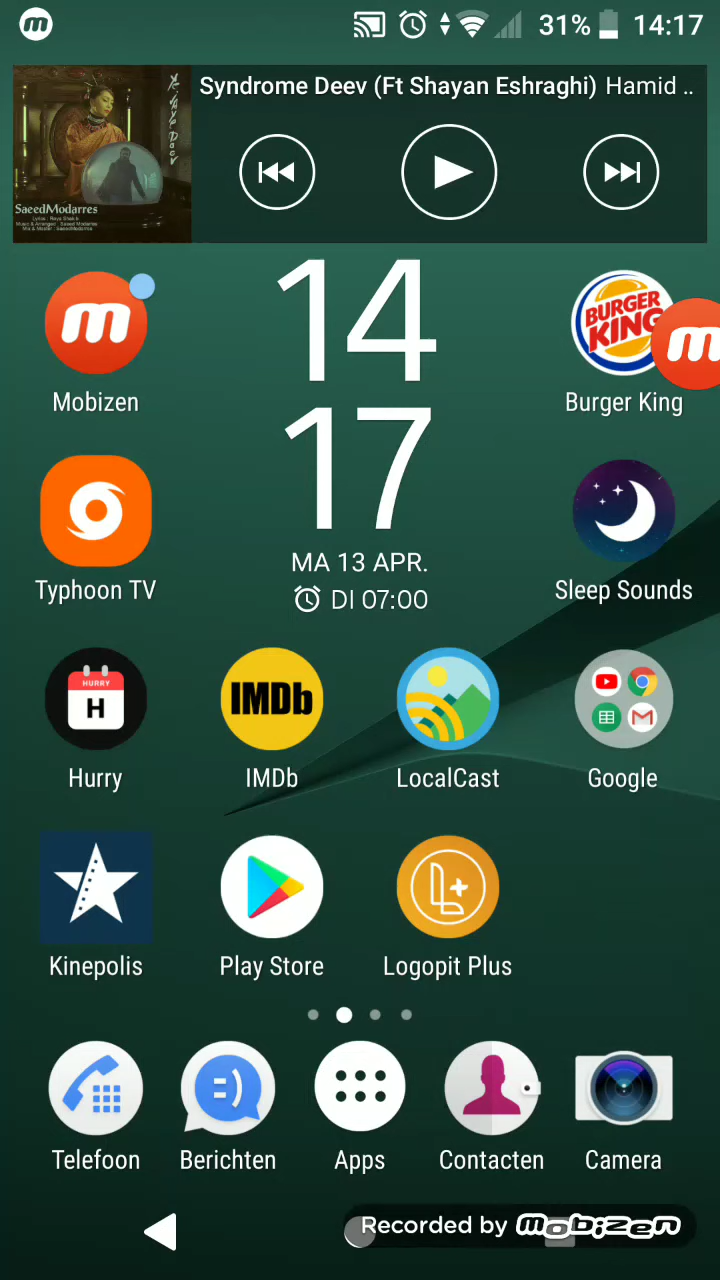 m
31% 14:17
Syndrome Deev (Ft Shayan Eshraghi) Hamid ..
SaeedModarres
14
17
MA 13 APR.
DI 07:00
m
Mobizen
BURGER
KING
Burger King
m
Typhoon TV
Sleep Sounds
HURRY
H
Hurry
IMDb
IMDb
LocalCast
Google
Kinepolis
Play Store
Logopit Plus
Telefoon
Berichten
Apps
Contacten
Camera
Recorded by mobizen